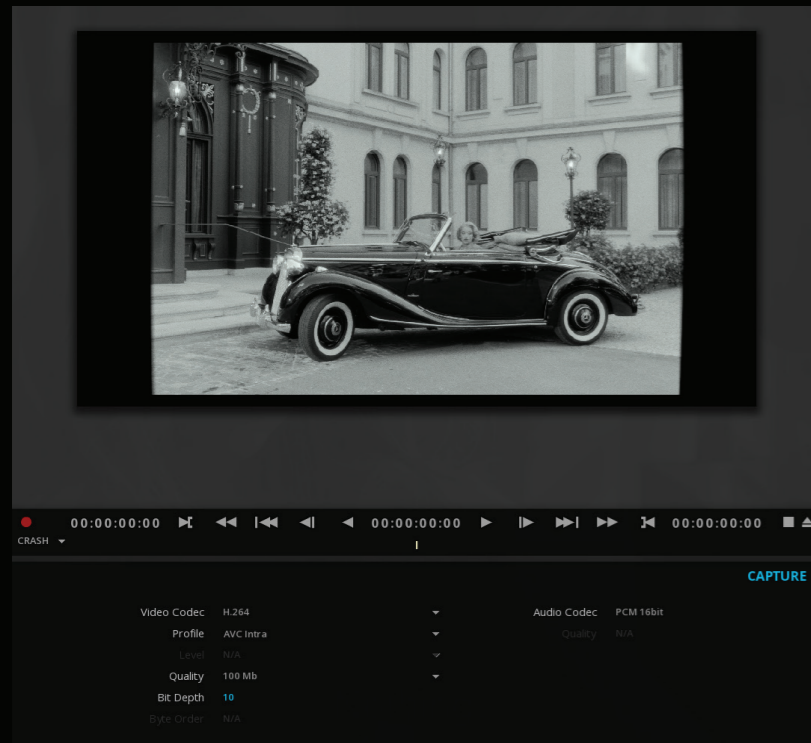 00:00:00:00 00:00:00:00 00:00:00:00
CRASH
CAPTURE
Video Codec H.264 Audio Codec PCM 16bit
Profile AVC Intra Quality N/A
Level N/A
Quality 100 Mb
Bit Depth 10
Byte Order N/A